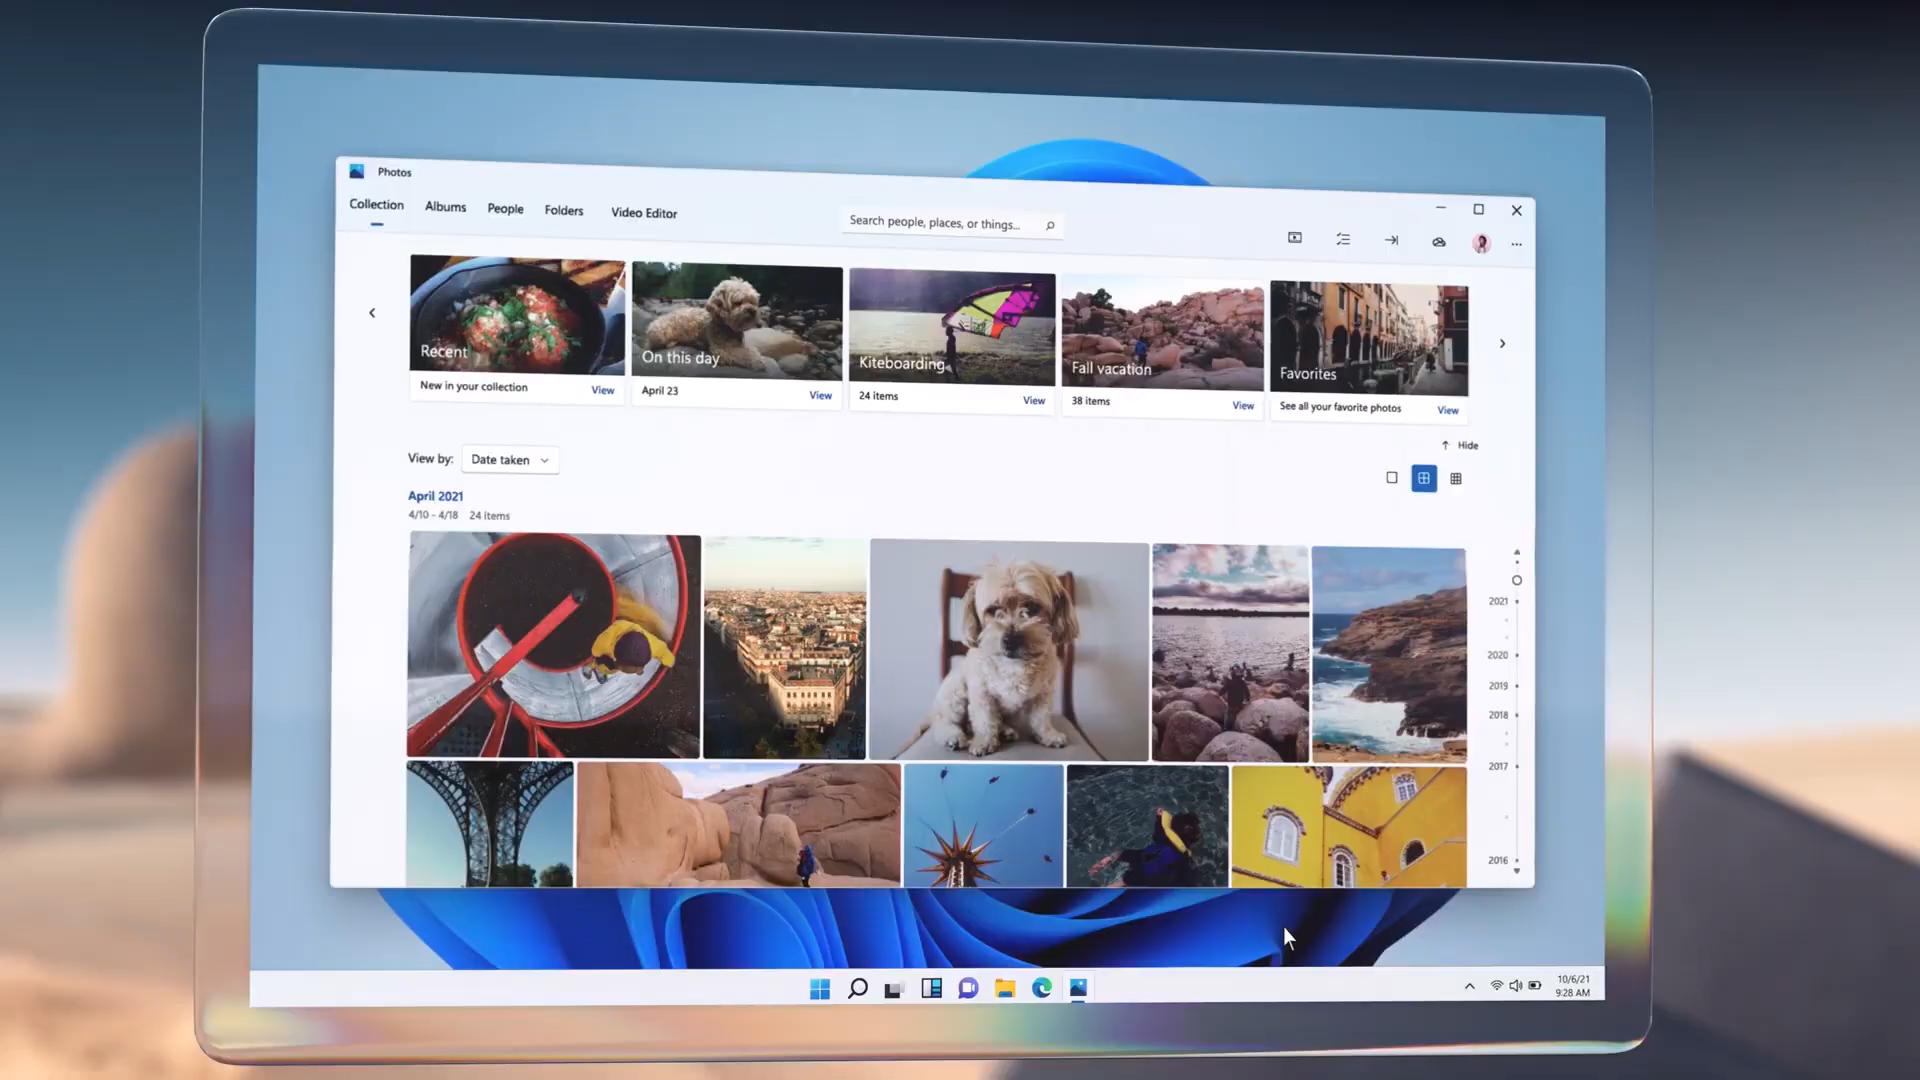 Photos
Collection Albums People Folders Video Editor
Search people, places, or things...
Recent
New in your collection View
On this day
April 23 View
Kiteboarding
24 items View
Fall vacation
38 items View
Favorites
See all your favorite photos View
Hide
View by: Date taken
April 2021
4/10 - 4/18 24 items
2021
2020
2019
2018
2017
2016
10/6/21
9:28 AM